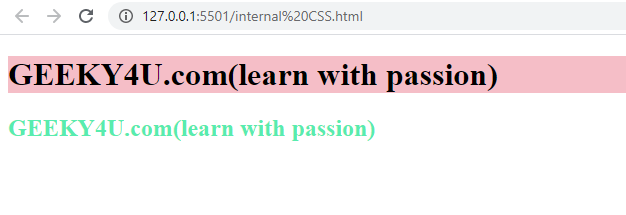 127.0.0.1:5501/internal%20CSS.html
GEEKY4U.com(learn with passion)
GEEKY4U.com(learn with passion)